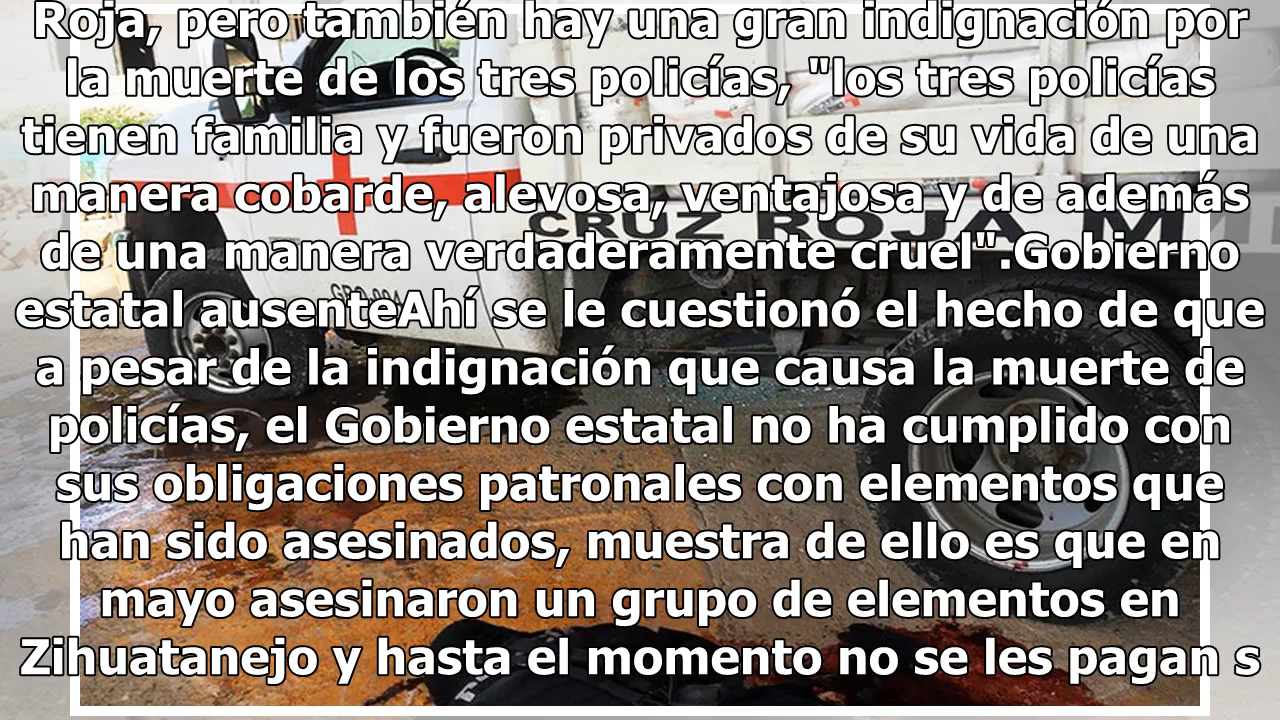 Roja, pero también hay una gran indignación por
la muerte de los tres policías, "los tres policías
tienen familia y fueron privados de su vida de una
manera cobarde, alevosa, ventajosa y de además
de una manera verdaderamente cruel".Gobierno
estatal ausenteAhí se le cuestionó el hecho de que
a pesar de la indignación que causa la muerte de
policías, el Gobierno estatal no ha cumplido con
sus obligaciones patronales con elementos que
han sido asesinados, muestra de ello es que en
mayo asesinaron un grupo de elementos en
Zihuatanejo y hasta el momento no se les pagan s
CRUZ ROJA M